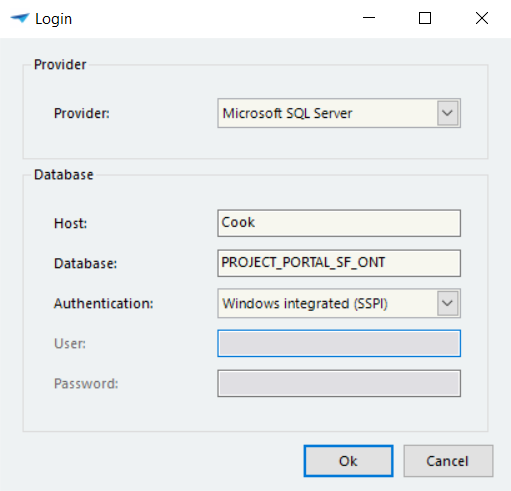 Login
Provider
Provider: Microsoft SQL Server
Database
Host: Cook
Database: PROJECT_PORTAL_SF_ONT
Authentication: Windows integrated (SSPI)
User:
Password:
Ok Cancel